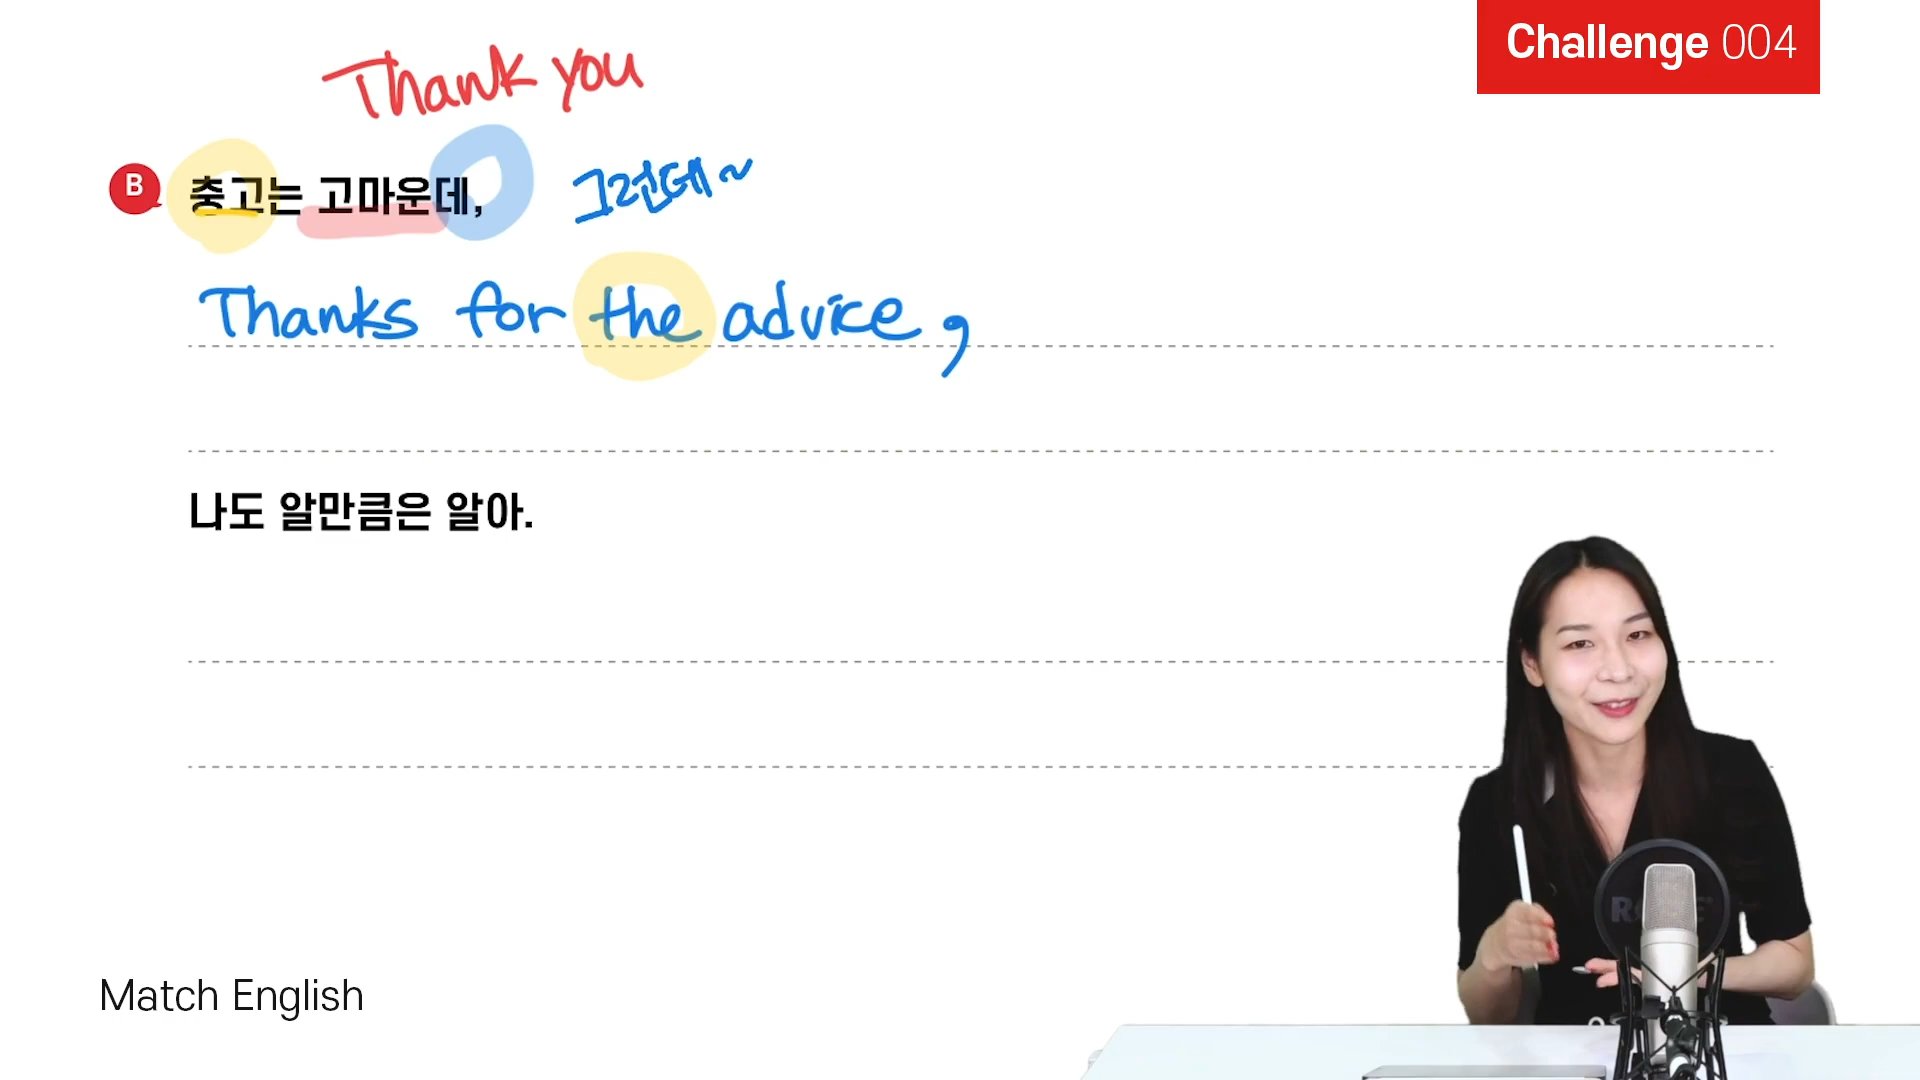 Challenge 004
Thank you
B 충고는 고마운데, 그런데~
Thanks for the advice,
나도 알만큼은 알아.
Match English